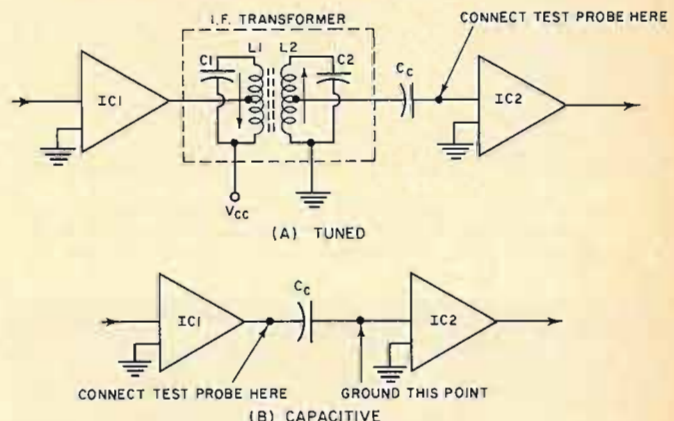 I.F. TRANSFORMER
CONNECT TEST PROBE HERE
C1
L1
L2
C2
Cc
IC1
IC2
Vcc
(A) TUNED
Cc
IC1
IC2
CONNECT TEST PROBE HERE
GROUND THIS POINT
(B) CAPACITIVE